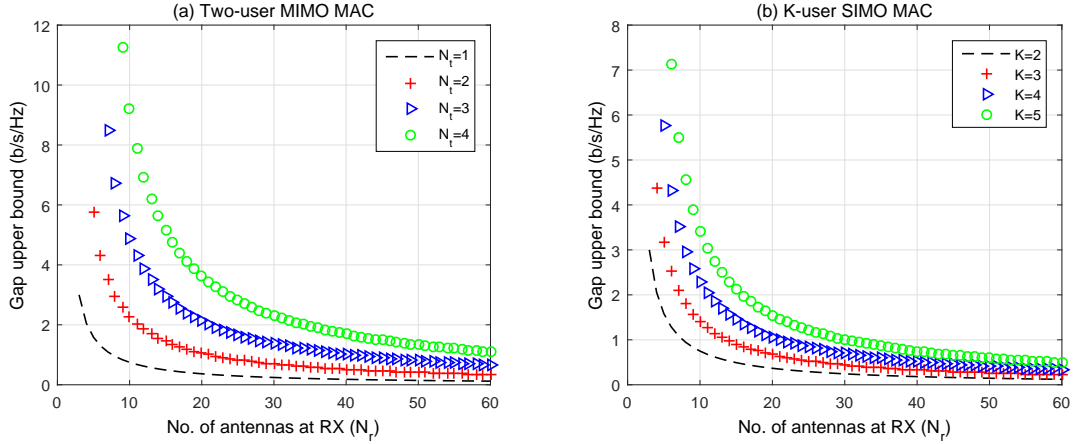 (a) Two-user MIMO MAC
12
10
8
6
4
2
0
0 10 20 30 40 50 60
Gap upper bound (b/s/Hz)
No. of antennas at RX (N_r)
N_t=1
N_t=2
N_t=3
N_t=4
(b) K-user SIMO MAC
8
7
6
5
4
3
2
1
0
0 10 20 30 40 50 60
Gap upper bound (b/s/Hz)
No. of antennas at RX (N_r)
K=2
K=3
K=4
K=5